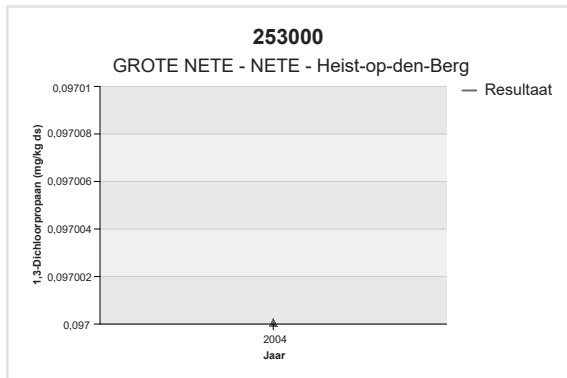 253000
GROTE NETE - NETE - Heist-op-den-Berg
Resultaat
1,3-Dichloorpropaan (mg/kg ds)
0,09701
0,097008
0,097006
0,097004
0,097002
0,097
2004
Jaar